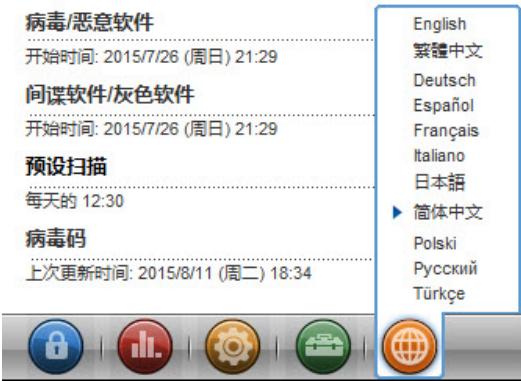 病毒/恶意软件
开始时间: 2015/7/26 (周日) 21:29
间谍软件/灰色软件
开始时间: 2015/7/26 (周日) 21:29
预设扫描
每天的 12:30
病毒码
上次更新时间: 2015/8/11 (周二) 18:34
English
繁體中文
Deutsch
Español
Français
Italiano
日本語
简体中文
Polski
Русский
Türkçe